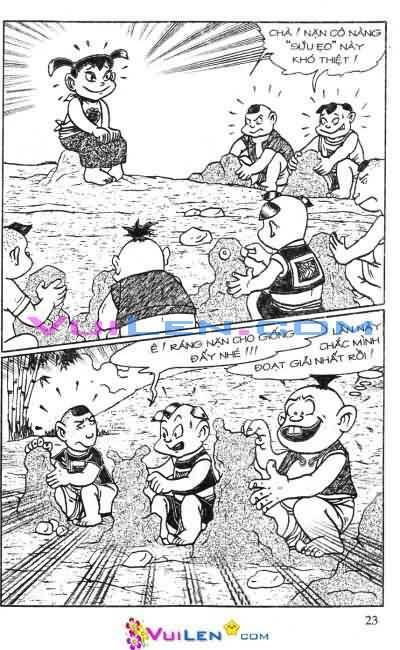 CHÀ! NẶN CÔ NÀNG
"SỬU ẸO" NÀY
KHÓ THIỆT!
VuiLen.com
Ê! RÁNG NẶN CHO GIỐNG
ĐẤY NHÉ!!!
LẦN NÀY
CHẮC MÌNH
ĐOẠT GIẢI NHẤT RỒI!
23
VuiLen.com